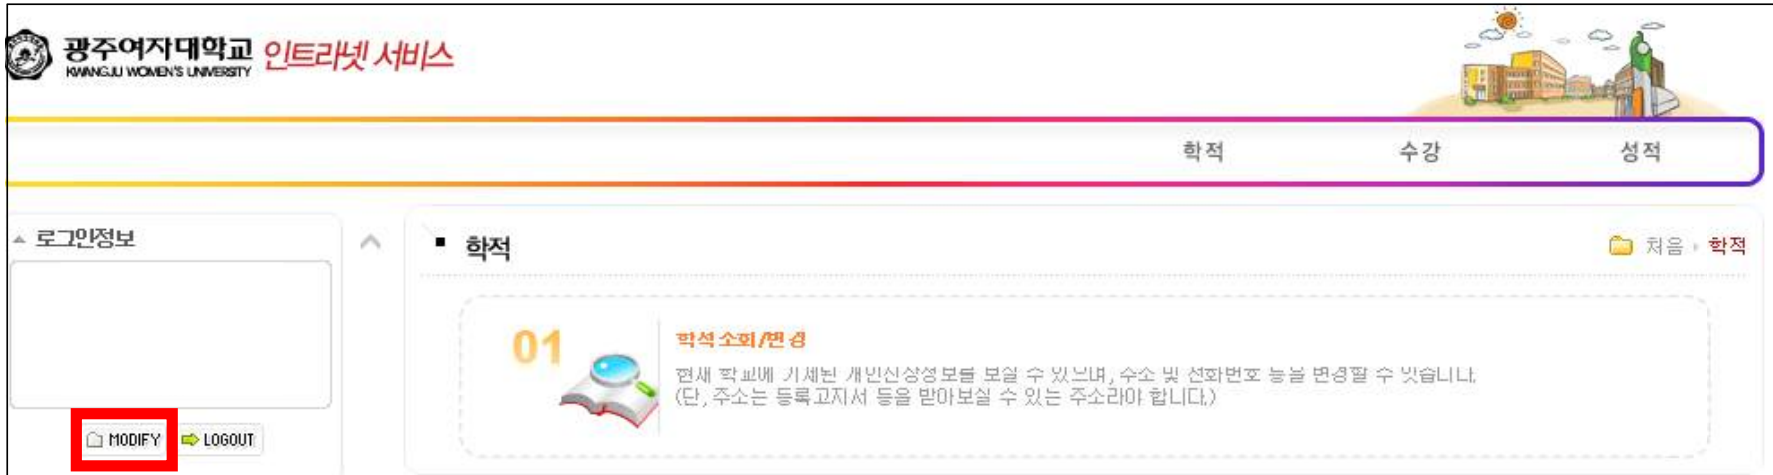 광주여자대학교 인트라넷 서비스
KWANGJU WOMEN'S UNIVERSITY
학적 수강 성적
로그인정보
학적
처음 학적
01
학적 조회/변경
현재 학교에 기재된 개인신상정보를 보실 수 있으며, 주소 및 전화번호 등을 변경할 수 있습니다.
(단, 주소는 등록고지서 등을 받아보실 수 있는 주소라야 합니다.)
MODIFY LOGOUT